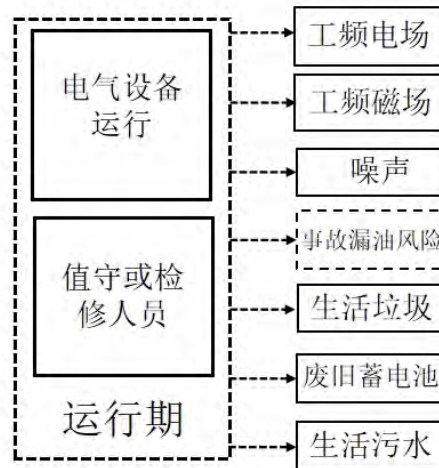 电气设备
运行
值守或检
修人员
运行期
工频电场
工频磁场
噪声
事故漏油风险
生活垃圾
废旧蓄电池
生活污水